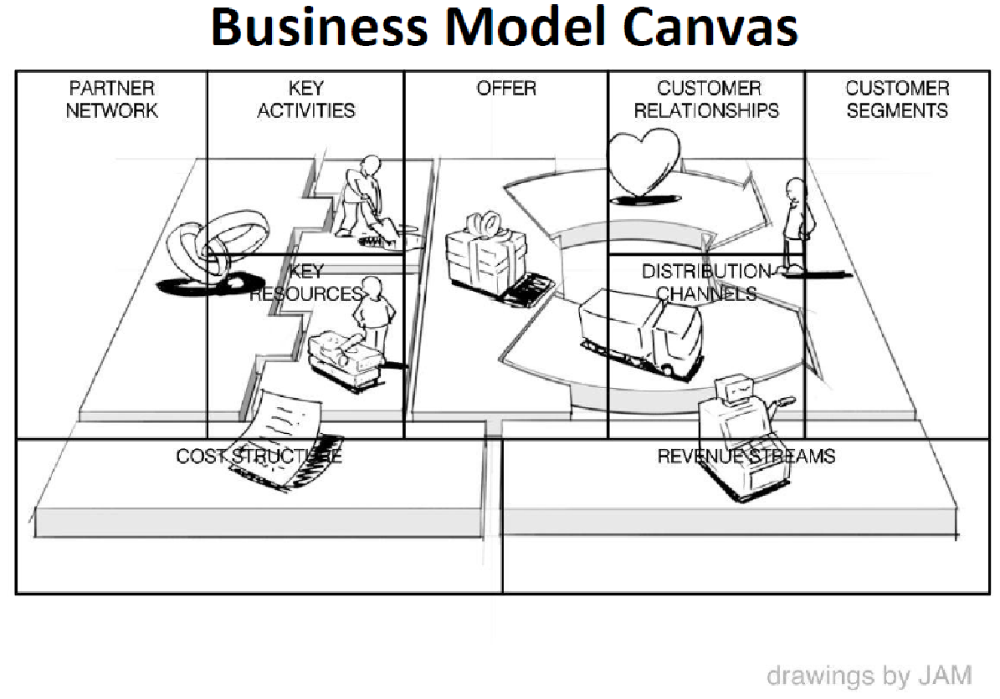 Business Model Canvas
PARTNER
NETWORK
KEY
ACTIVITIES
OFFER
CUSTOMER
RELATIONSHIPS
CUSTOMER
SEGMENTS
KEY
RESOURCES
DISTRIBUTION
CHANNELS
COST STRUCTURE
REVENUE STREAMS
drawings by JAM